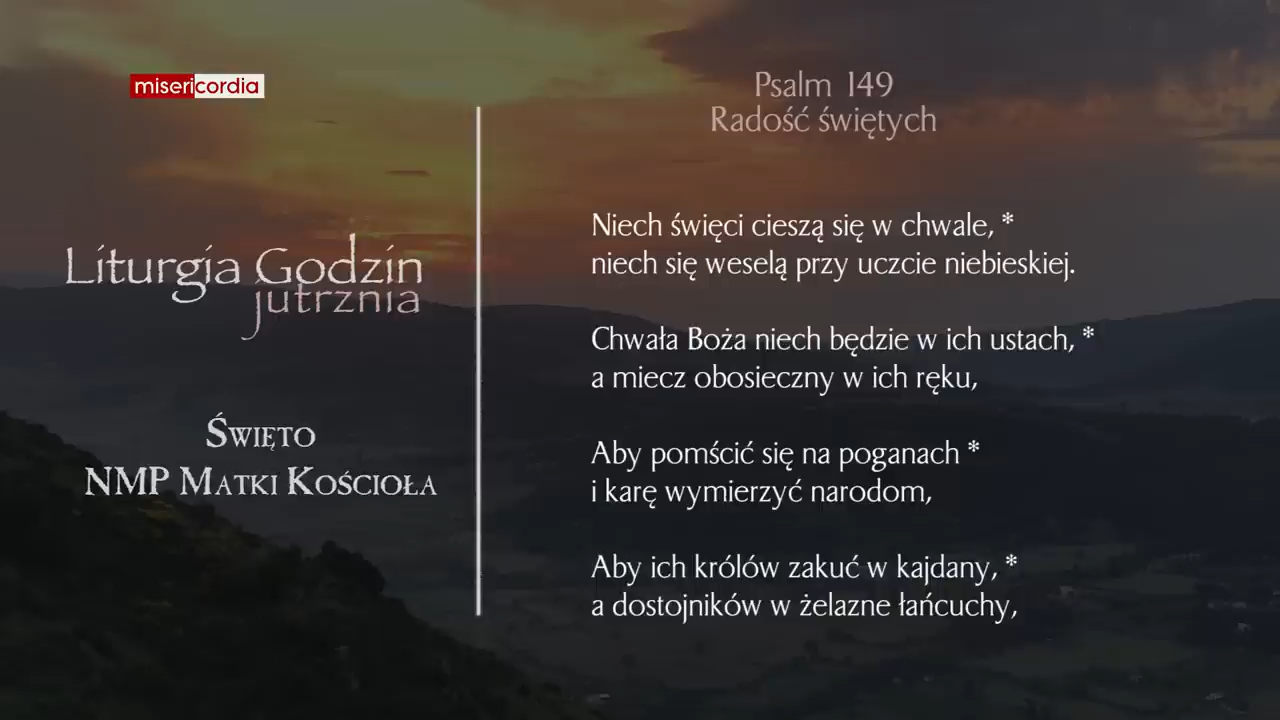 misericordia
Liturgia Godzin
jutrznia
Święto
NMP Matki Kościoła
Psalm 149
Radość świętych
Niech święci cieszą się w chwale, *
niech się weselą przy uczcie niebieskiej.
Chwała Boża niech będzie w ich ustach, *
a miecz obosieczny w ich ręku,
Aby pomścić się na poganach *
i karę wymierzyć narodom,
Aby ich królów zakuć w kajdany, *
a dostojników w żelazne łańcuchy,